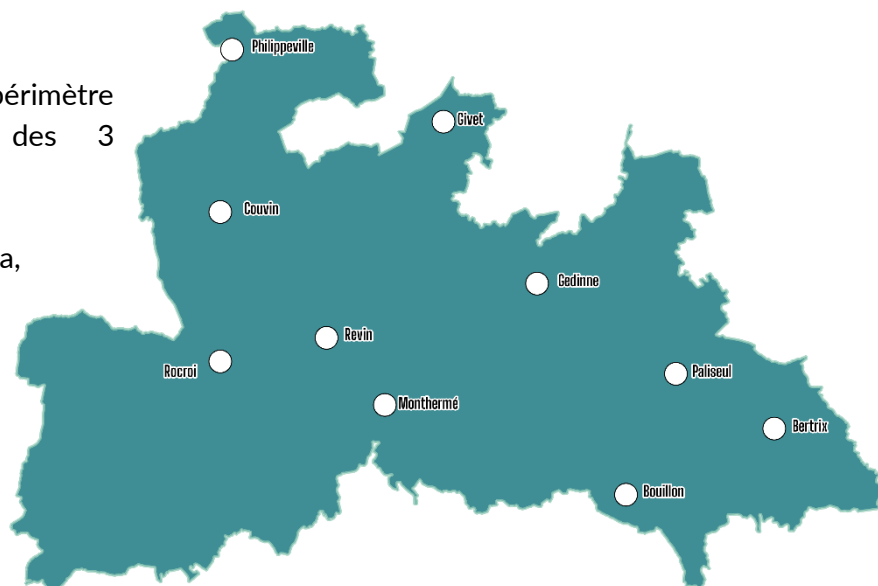 Philippeville
périmètre
Givet
des 3
Couvin
a,
Gedinne
Revin
Rocroi
Paliseul
Monthermé
Bertrix
Bouillon